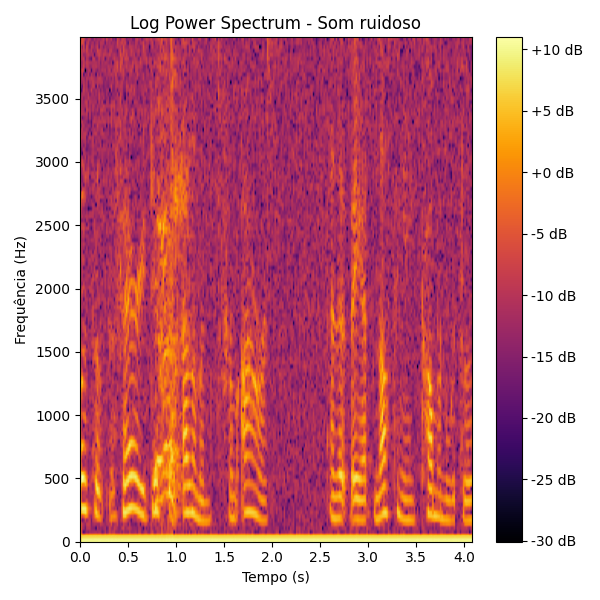 Log Power Spectrum - Som ruidoso
3500
3000
2500
2000
1500
1000
500
0
Frequência (Hz)
0.0 0.5 1.0 1.5 2.0 2.5 3.0 3.5 4.0
Tempo (s)
+10 dB
+5 dB
+0 dB
-5 dB
-10 dB
-15 dB
-20 dB
-25 dB
-30 dB